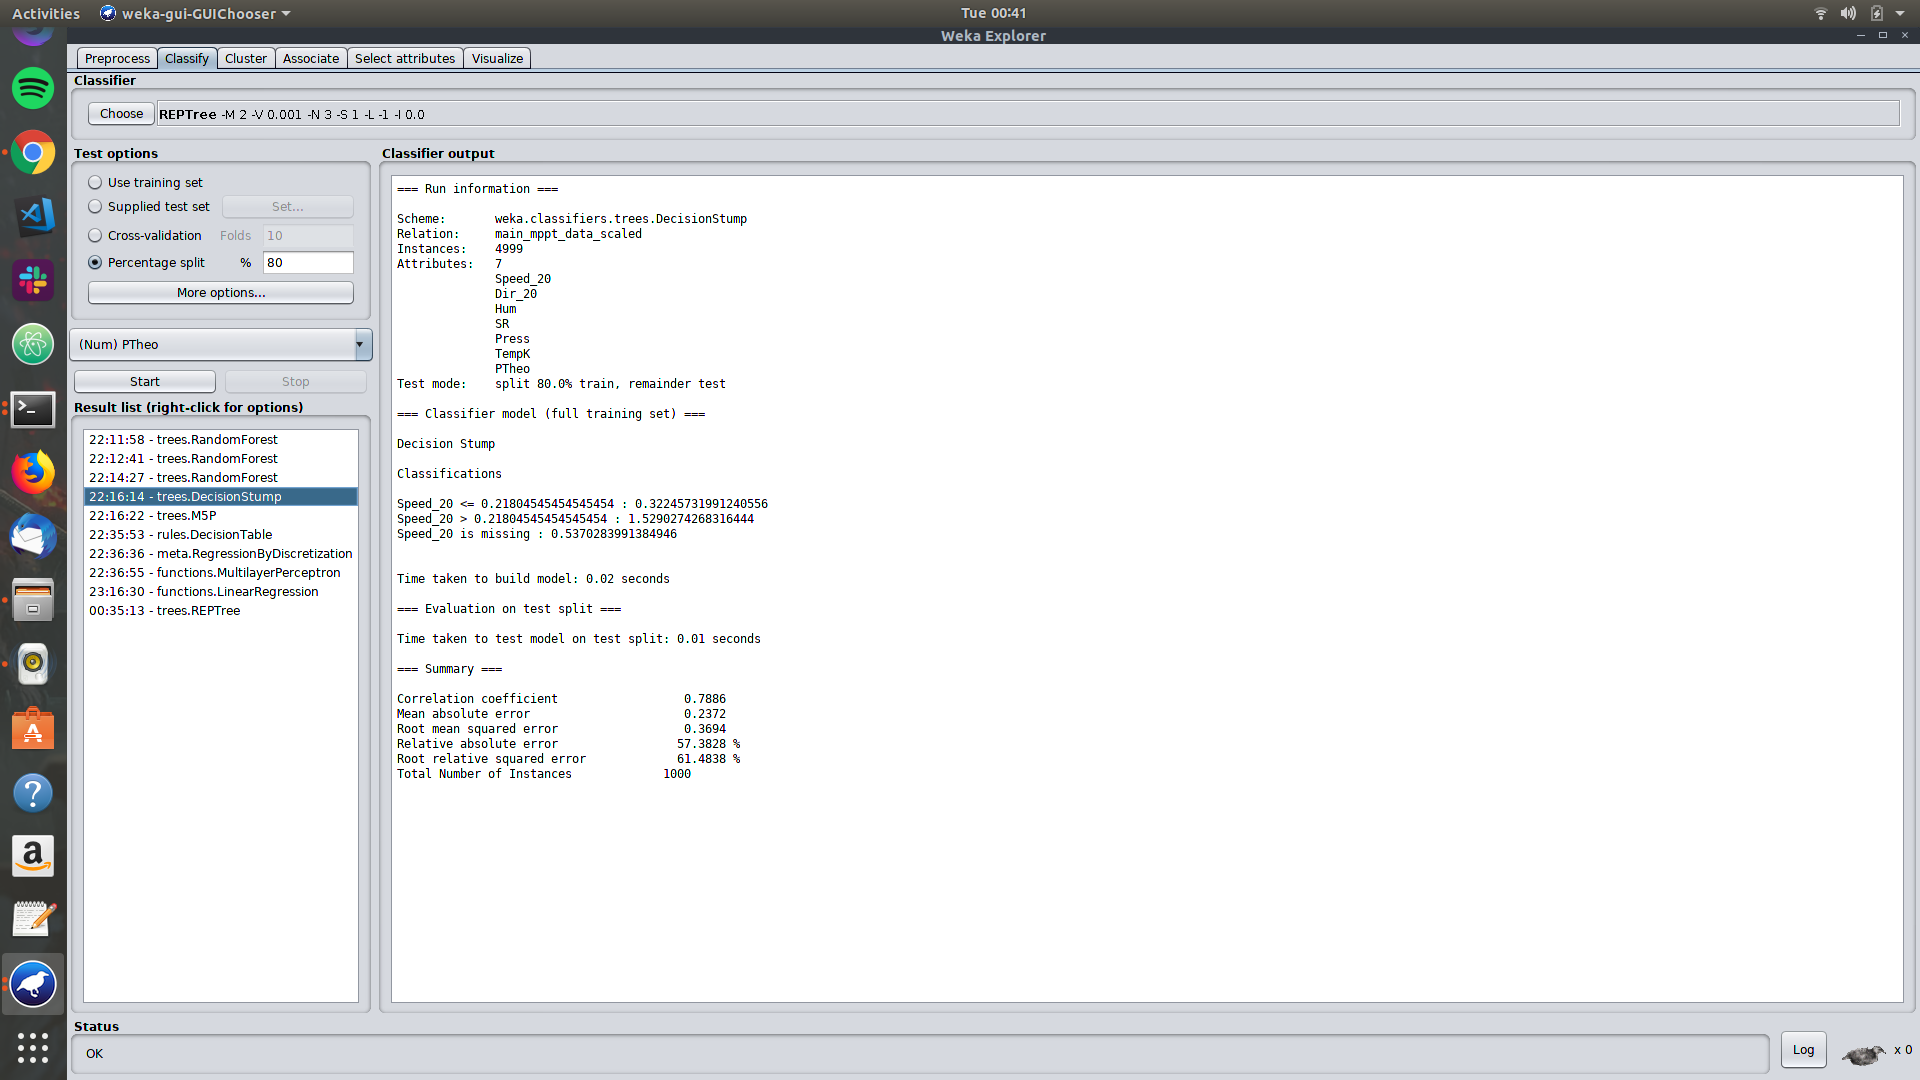 Activities
weka-gui-GUIChooser
Tue 00:41
Weka Explorer
Preprocess Classify Cluster Associate Select attributes Visualize
Classifier
Choose
REPTree -M 2 -V 0.001 -N 3 -S 1 -L -1 -I 0.0
Test options
Use training set
Supplied test set Set...
Cross-validation Folds 10
Percentage split % 80
More options...
(Num) PTheo
Start Stop
Result list (right-click for options)
22:11:58 - trees.RandomForest
22:12:41 - trees.RandomForest
22:14:27 - trees.RandomForest
22:16:14 - trees.DecisionStump
22:16:22 - trees.M5P
22:35:53 - rules.DecisionTable
22:36:36 - meta.RegressionByDiscretization
22:36:55 - functions.MultilayerPerceptron
23:16:30 - functions.LinearRegression
00:35:13 - trees.REPTree
Classifier output
=== Run information ===
Scheme: weka.classifiers.trees.DecisionStump
Relation: main_mppt_data_scaled
Instances: 4999
Attributes: 7
Speed_20
Dir_20
Hum
SR
Press
TempK
PTheo
Test mode: split 80.0% train, remainder test
=== Classifier model (full training set) ===
Decision Stump
Classifications
Speed_20 <= 0.21804545454545454 : 0.32245731991240556
Speed_20 > 0.21804545454545454 : 1.5290274268316444
Speed_20 is missing : 0.5370283991384946
Time taken to build model: 0.02 seconds
=== Evaluation on test split ===
Time taken to test model on test split: 0.01 seconds
=== Summary ===
Correlation coefficient 0.7886
Mean absolute error 0.2372
Root mean squared error 0.3694
Relative absolute error 57.3828 %
Root relative squared error 61.4838 %
Total Number of Instances 1000
Status
OK
Log
x 0